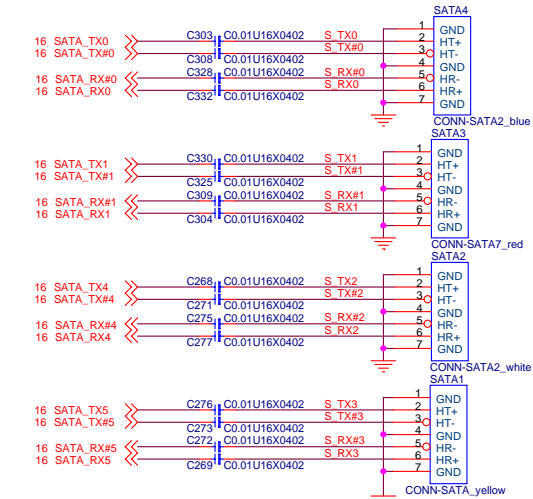 SATA4
16 SATA_TX0 C303 C0.01U16X0402 S_TX0 1 GND
16 SATA_TX#0 C308 C0.01U16X0402 S_TX#0 2 HT+
3 HT-
16 SATA_RX#0 C328 C0.01U16X0402 S_RX#0 4 GND
16 SATA_RX0 C332 C0.01U16X0402 S_RX0 5 HR-
6 HR+
7 GND
CONN-SATA2_blue
SATA3
16 SATA_TX1 C330 C0.01U16X0402 S_TX1 1 GND
16 SATA_TX#1 C325 C0.01U16X0402 S_TX#1 2 HT+
3 HT-
16 SATA_RX#1 C309 C0.01U16X0402 S_RX#1 4 GND
16 SATA_RX1 C304 C0.01U16X0402 S_RX1 5 HR-
6 HR+
7 GND
CONN-SATA7_red
SATA2
16 SATA_TX4 C268 C0.01U16X0402 S_TX2 1 GND
16 SATA_TX#4 C271 C0.01U16X0402 S_TX#2 2 HT+
3 HT-
16 SATA_RX#4 C275 C0.01U16X0402 S_RX#2 4 GND
16 SATA_RX4 C277 C0.01U16X0402 S_RX2 5 HR-
6 HR+
7 GND
CONN-SATA2_white
SATA1
16 SATA_TX5 C276 C0.01U16X0402 S_TX3 1 GND
16 SATA_TX#5 C273 C0.01U16X0402 S_TX#3 2 HT+
3 HT-
16 SATA_RX#5 C272 C0.01U16X0402 S_RX#3 4 GND
16 SATA_RX5 C269 C0.01U16X0402 S_RX3 5 HR-
6 HR+
7 GND
CONN-SATA_yellow